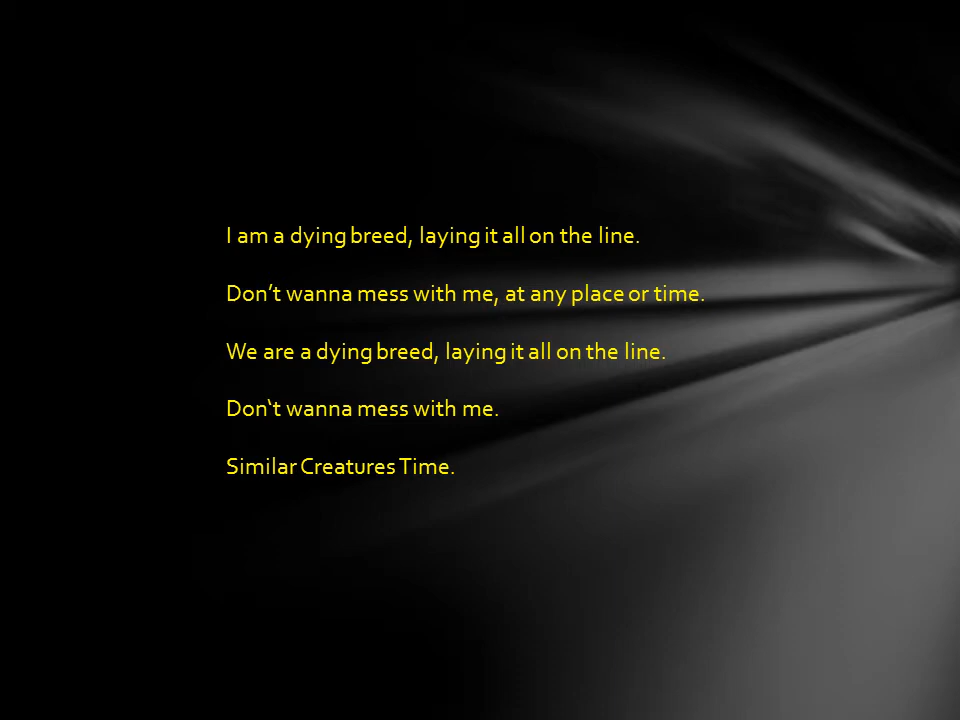 I am a dying breed, laying it all on the line.
Don’t wanna mess with me, at any place or time.
We are a dying breed, laying it all on the line.
Don‘t wanna mess with me.
Similar Creatures Time.